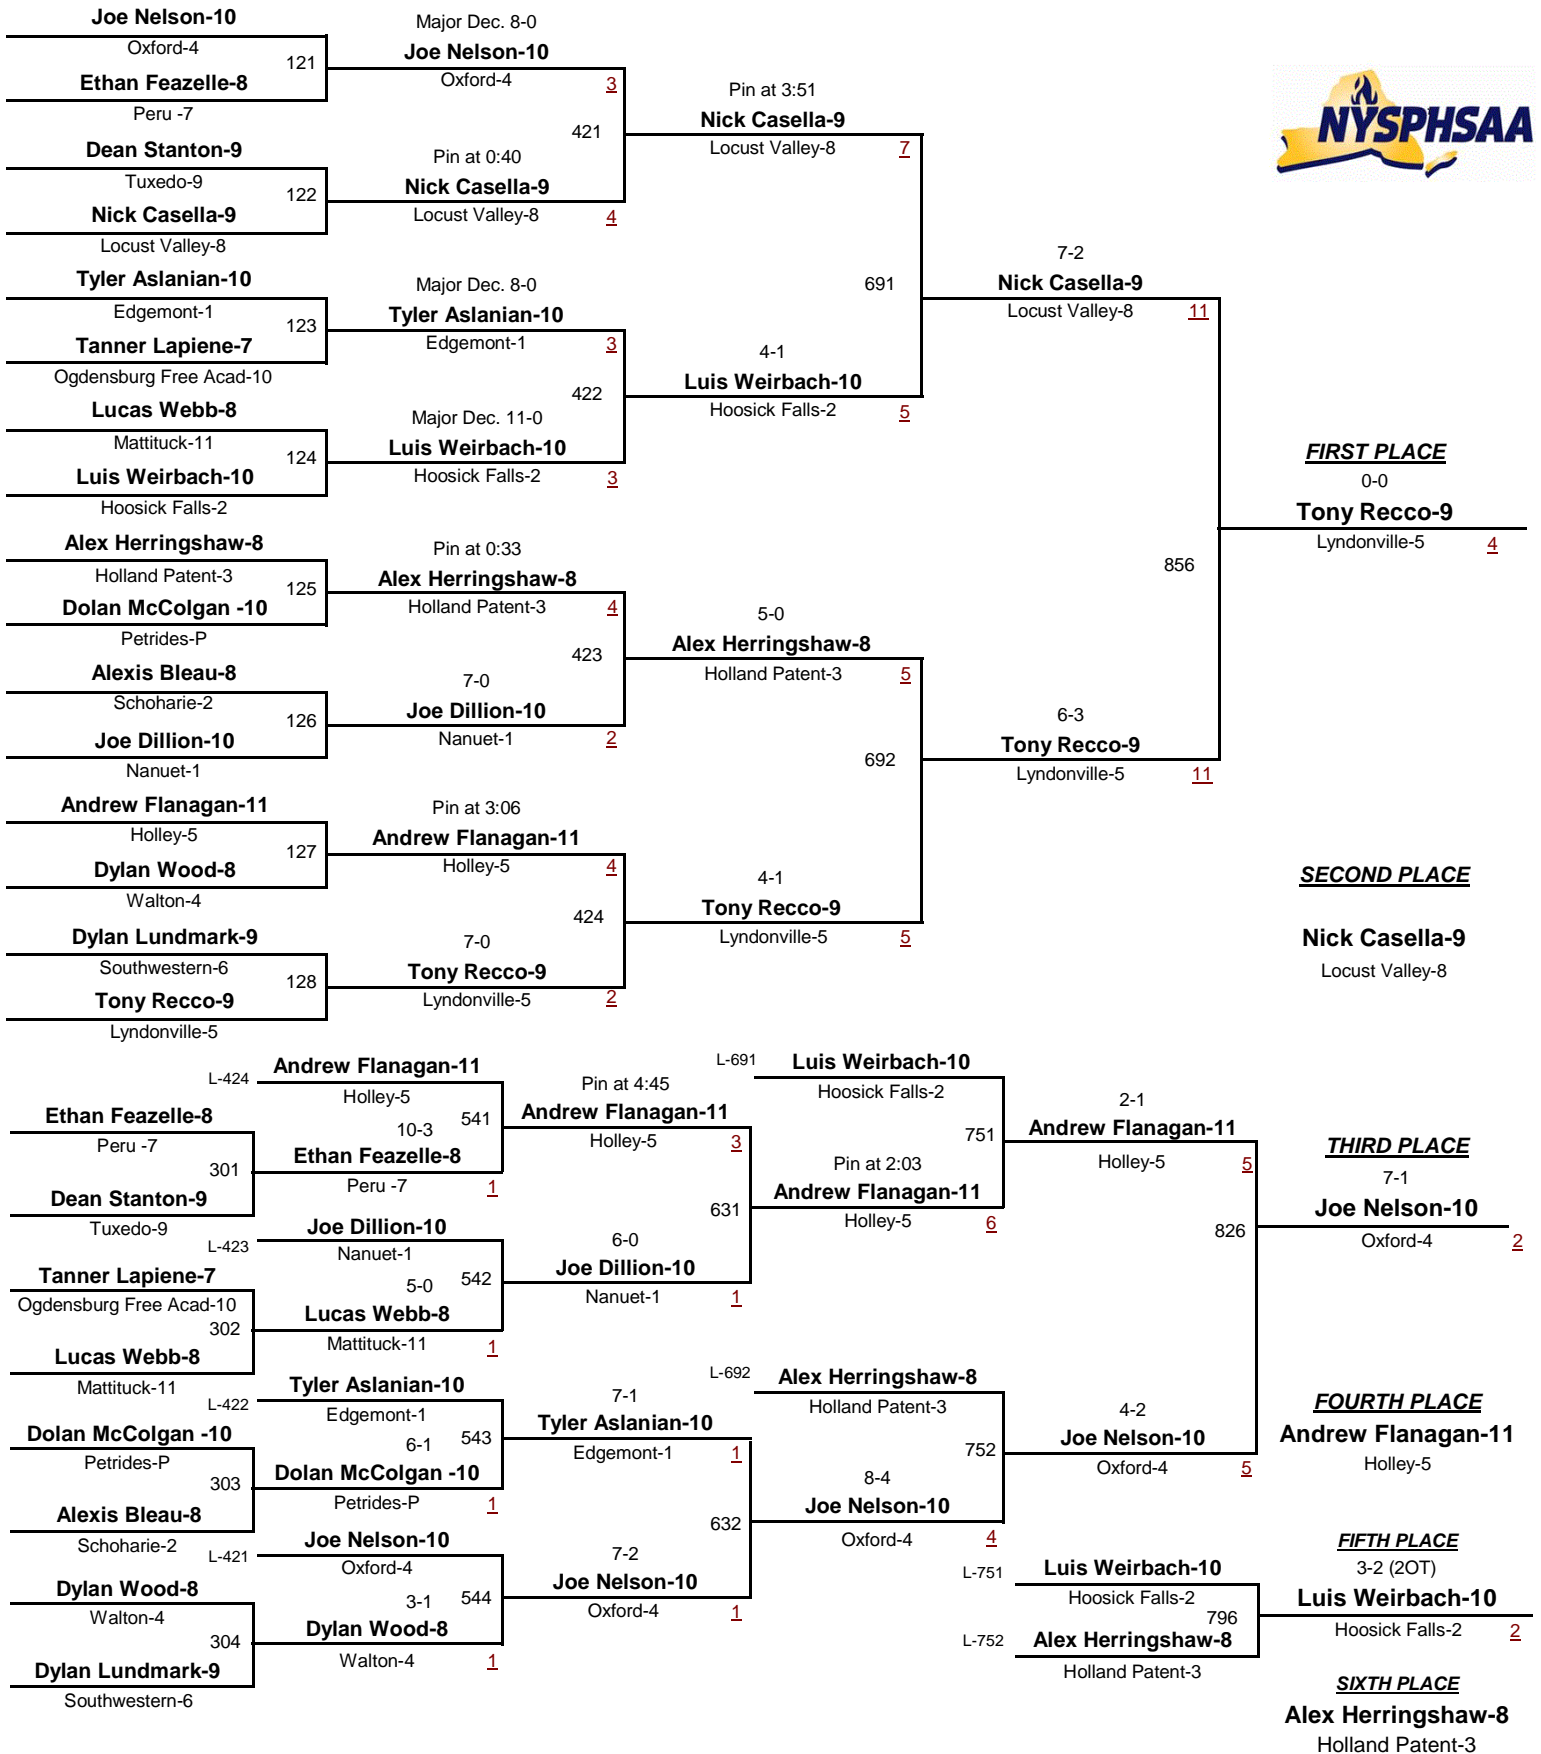 Joe Nelson-10
Oxford-4
121
Ethan Feazelle-8
Peru -7
Dean Stanton-9
Tuxedo-9
122
Nick Casella-9
Locust Valley-8
Tyler Aslanian-10
Edgemont-1
123
Tanner Lapiene-7
Ogdensburg Free Acad-10
Lucas Webb-8
Mattituck-11
124
Luis Weirbach-10
Hoosick Falls-2
Alex Herringshaw-8
Holland Patent-3
125
Dolan McColgan -10
Petrides-P
Alexis Bleau-8
Schoharie-2
126
Joe Dillion-10
Nanuet-1
Andrew Flanagan-11
Holley-5
127
Dylan Wood-8
Walton-4
Dylan Lundmark-9
Southwestern-6
128
Tony Recco-9
Lyndonville-5
Major Dec. 8-0
Joe Nelson-10
Oxford-4
3
421
Pin at 0:40
Nick Casella-9
Locust Valley-8
4
Major Dec. 8-0
Tyler Aslanian-10
Edgemont-1
3
422
Major Dec. 11-0
Luis Weirbach-10
Hoosick Falls-2
3
Pin at 0:33
Alex Herringshaw-8
Holland Patent-3
4
423
7-0
Joe Dillion-10
Nanuet-1
2
Pin at 3:06
Andrew Flanagan-11
Holley-5
4
424
7-0
Tony Recco-9
Lyndonville-5
2
Pin at 3:51
Nick Casella-9
Locust Valley-8
7
691
4-1
Luis Weirbach-10
Hoosick Falls-2
5
5-0
Alex Herringshaw-8
Holland Patent-3
5
692
4-1
Tony Recco-9
Lyndonville-5
5
7-2
Nick Casella-9
Locust Valley-8
11
856
6-3
Tony Recco-9
Lyndonville-5
11
NYSPHSAA
FIRST PLACE
0-0
Tony Recco-9
Lyndonville-5
4
SECOND PLACE
Nick Casella-9
Locust Valley-8
Ethan Feazelle-8
Peru -7
301
Dean Stanton-9
Tuxedo-9
Tanner Lapiene-7
Ogdensburg Free Acad-10
302
Lucas Webb-8
Mattituck-11
Dolan McColgan -10
Petrides-P
303
Alexis Bleau-8
Schoharie-2
Dylan Wood-8
Walton-4
304
Dylan Lundmark-9
Southwestern-6
L-424
Andrew Flanagan-11
Holley-5
541
10-3
Ethan Feazelle-8
Peru -7
1
L-423
Joe Dillion-10
Nanuet-1
542
5-0
Lucas Webb-8
Mattituck-11
1
L-422
Tyler Aslanian-10
Edgemont-1
543
6-1
Dolan McColgan -10
Petrides-P
1
L-421
Joe Nelson-10
Oxford-4
544
3-1
Dylan Wood-8
Walton-4
1
Pin at 4:45
Andrew Flanagan-11
Holley-5
3
631
6-0
Joe Dillion-10
Nanuet-1
1
7-1
Tyler Aslanian-10
Edgemont-1
1
632
7-2
Joe Nelson-10
Oxford-4
1
L-691
Luis Weirbach-10
Hoosick Falls-2
751
Pin at 2:03
Andrew Flanagan-11
Holley-5
6
L-692
Alex Herringshaw-8
Holland Patent-3
752
8-4
Joe Nelson-10
Oxford-4
4
2-1
Andrew Flanagan-11
Holley-5
5
826
4-2
Joe Nelson-10
Oxford-4
5
L-751
Luis Weirbach-10
Hoosick Falls-2
796
L-752
Alex Herringshaw-8
Holland Patent-3
THIRD PLACE
7-1
Joe Nelson-10
Oxford-4
2
FOURTH PLACE
Andrew Flanagan-11
Holley-5
FIFTH PLACE
3-2 (2OT)
Luis Weirbach-10
Hoosick Falls-2
2
SIXTH PLACE
Alex Herringshaw-8
Holland Patent-3